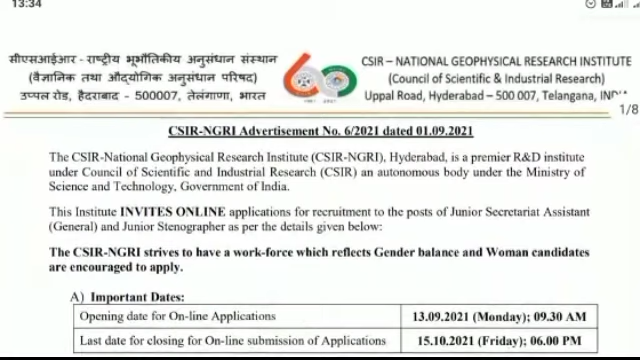 13:34
सीएसआईआर - राष्ट्रीय भूभौतिकीय अनुसंधान संस्थान
(वैज्ञानिक तथा औद्योगिक अनुसंधान परिषद)
उप्पल रोड, हैदराबाद - 500007, तेलंगाणा, भारत
CSIR – NATIONAL GEOPHYSICAL RESEARCH INSTITUTE
(Council of Scientific & Industrial Research)
Uppal Road, Hyderabad – 500 007, Telangana,
1/8
CSIR-NGRI Advertisement No. 6/2021 dated 01.09.2021
The CSIR-National Geophysical Research Institute (CSIR-NGRI), Hyderabad, is a premier R&D institute
under Council of Scientific and Industrial Research (CSIR) an autonomous body under the Ministry of
Science and Technology, Government of India.
This Institute INVITES ONLINE applications for recruitment to the posts of Junior Secretariat Assistant
(General) and Junior Stenographer as per the details given below:
The CSIR-NGRI strives to have a work-force which reflects Gender balance and Woman candidates
are encouraged to apply.
A) Important Dates:
Opening date for On-line Applications 13.09.2021 (Monday); 09.30 AM
Last date for closing for On-line submission of Applications 15.10.2021 (Friday); 06.00 PM